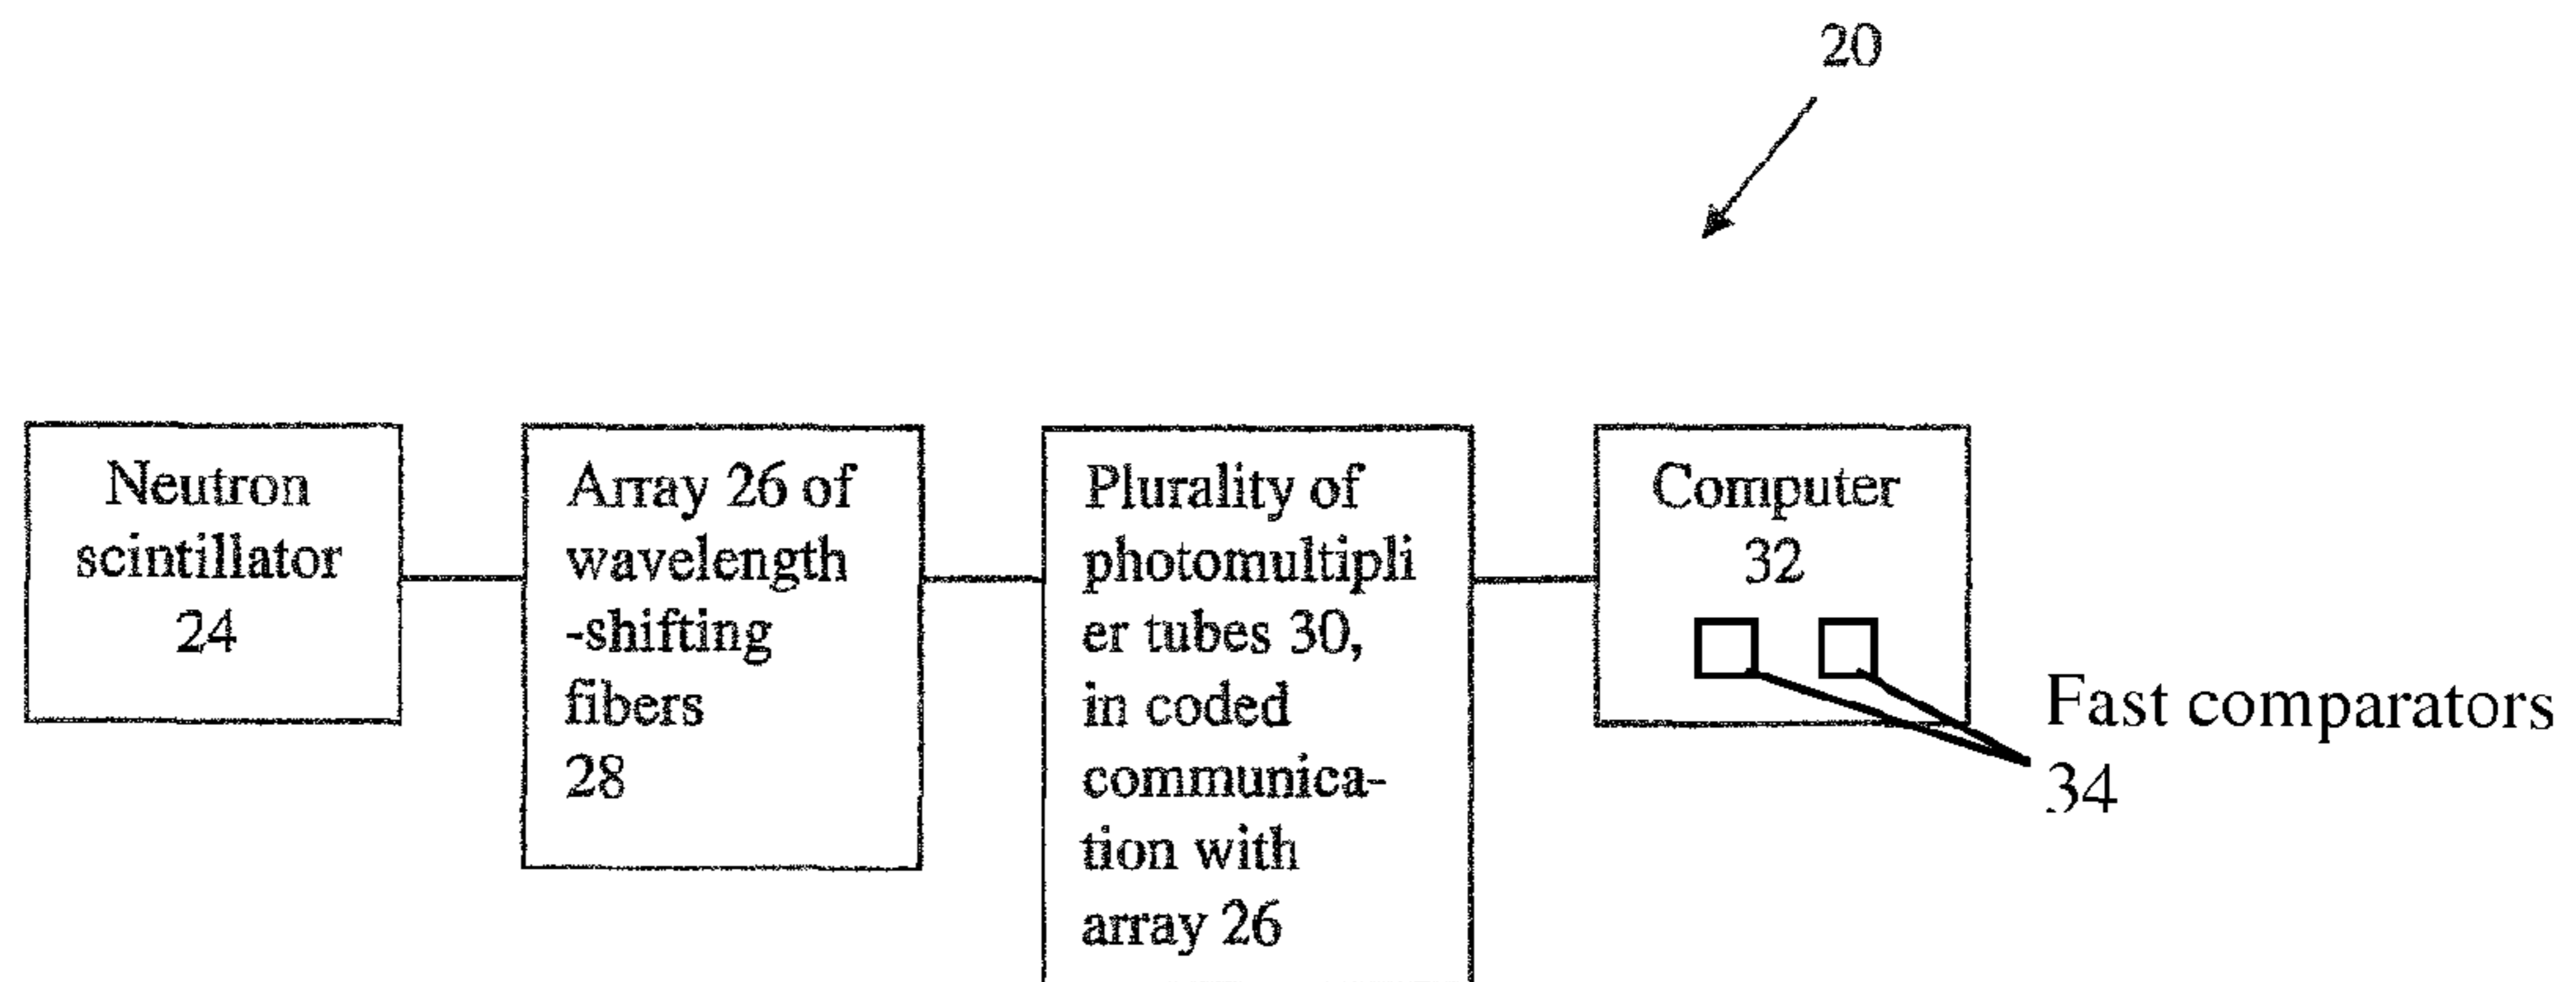 20
Neutron
scintillator
24
Array 26 of
wavelength
-shifting
fibers
28
Plurality of
photomultipli
er tubes 30,
in coded
communica-
tion with
array 26
Computer
32
Fast comparators
34